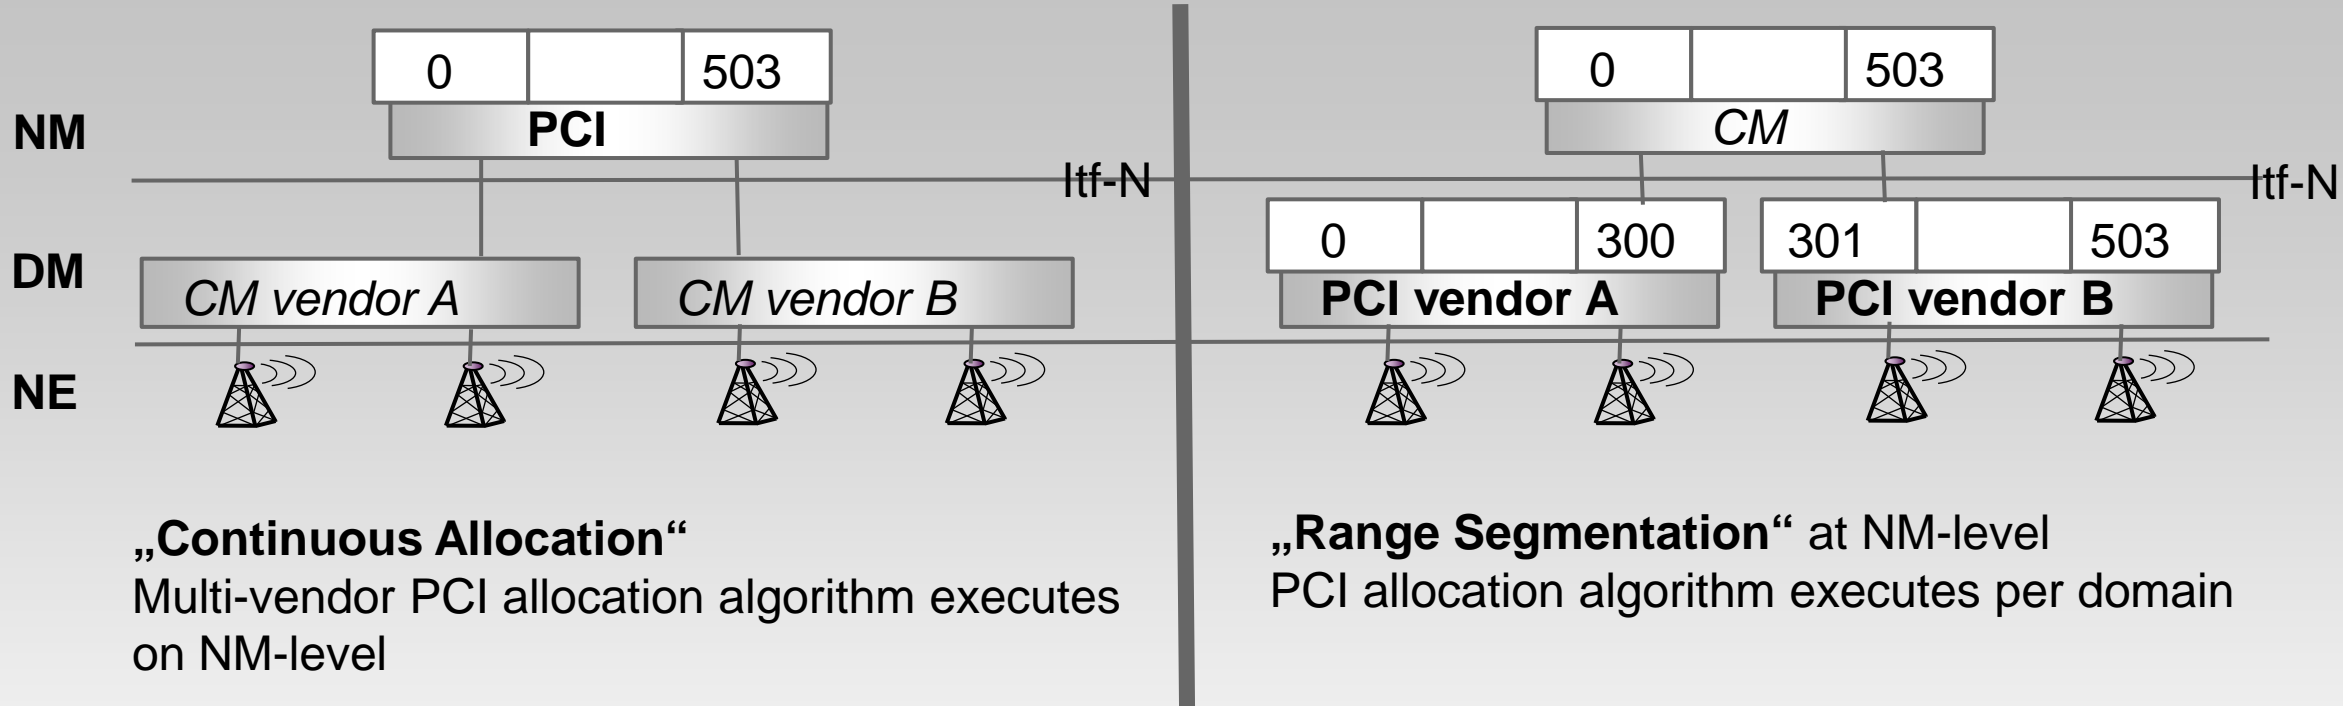 0 503
PCI
NM
Itf-N
DM
CM vendor A CM vendor B
NE
„Continuous Allocation“
Multi-vendor PCI allocation algorithm executes
on NM-level
0 503
CM
Itf-N
0 300 301 503
PCI vendor A PCI vendor B
„Range Segmentation“ at NM-level
PCI allocation algorithm executes per domain